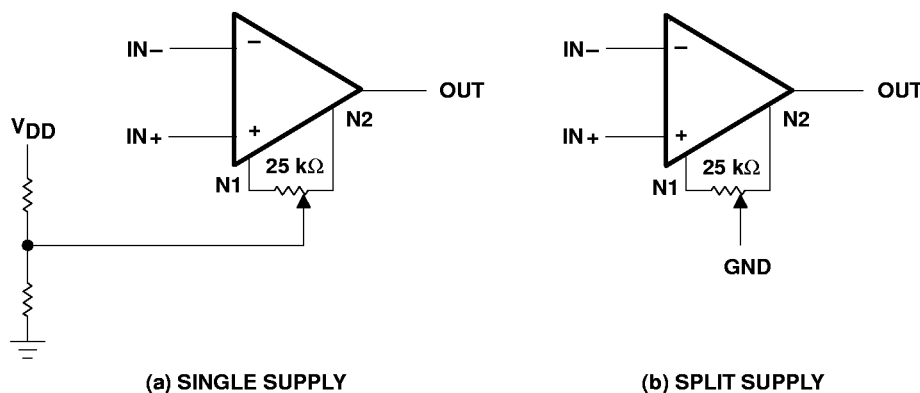 IN−
−
OUT
IN+
+
N2
VDD
N1
25 kΩ
(a) SINGLE SUPPLY
IN−
−
OUT
IN+
+
N2
N1
25 kΩ
GND
(b) SPLIT SUPPLY